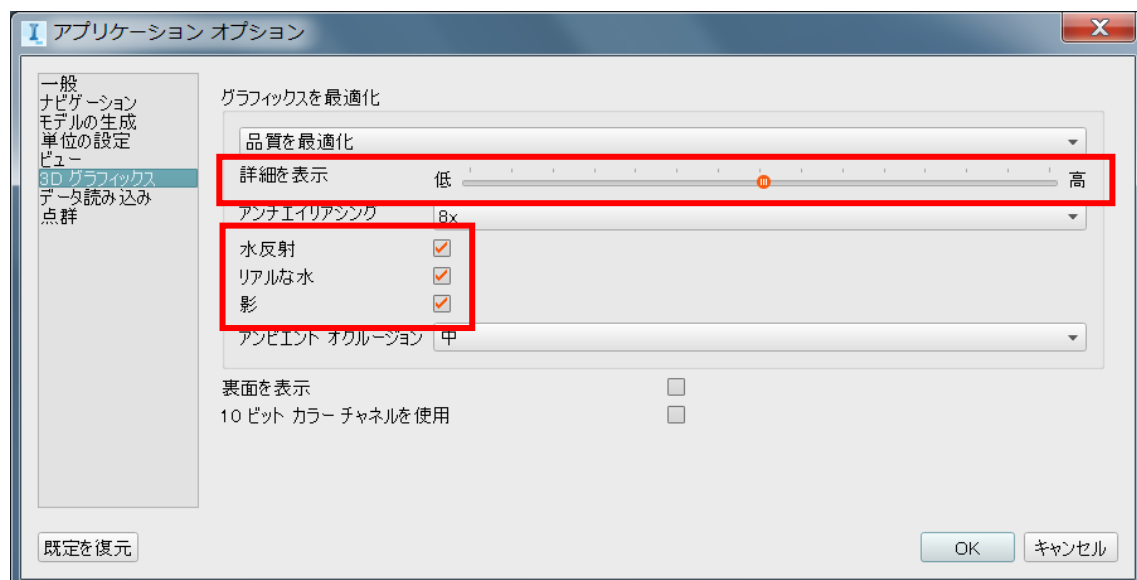 アプリケーション オプション
一般
ナビゲーション
モデルの生成
単位の設定
ビュー
3D グラフィックス
データ読み込み
点群
グラフィックスを最適化
品質を最適化
詳細を表示 低 高
アンチエイリアシング 8x
水反射
リアルな水
影
アンビエント オクルージョン 中
裏面を表示
10 ビット カラー チャネルを使用
既定を復元 OK キャンセル